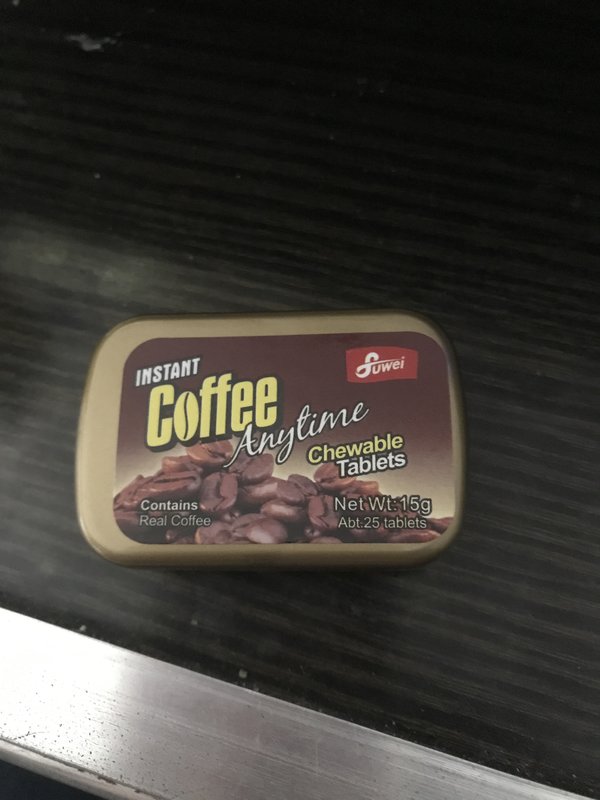 INSTANT
Coffee
Anytime
Suwei
Chewable
Tablets
Contains
Real Coffee
Net Wt:15g
Abt.25 tablets